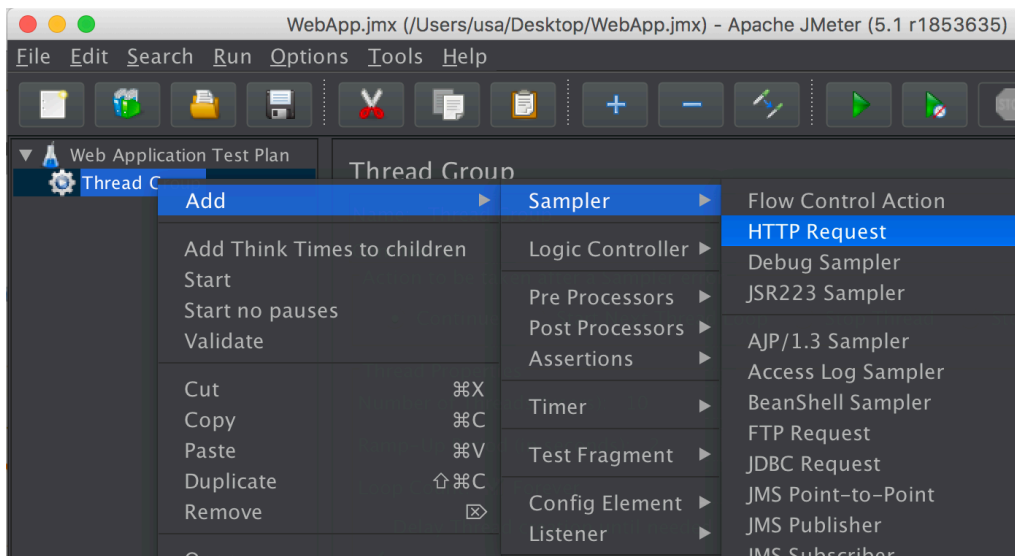 WebApp.jmx (/Users/usa/Desktop/WebApp.jmx) - Apache JMeter (5.1 r1853635)
File Edit Search Run Options Tools Help
Web Application Test Plan
Thread
Thread Group
Add
Add Think Times to children
Start
Start no pauses
Validate
Cut ⌘X
Copy ⌘C
Paste ⌘V
Duplicate ⇧⌘C
Remove ⌦
Sampler
Logic Controller
Pre Processors
Post Processors
Assertions
Timer
Test Fragment
Config Element
Listener
Flow Control Action
HTTP Request
Debug Sampler
JSR223 Sampler
AJP/1.3 Sampler
Access Log Sampler
BeanShell Sampler
FTP Request
JDBC Request
JMS Point-to-Point
JMS Publisher
JMS Subscriber